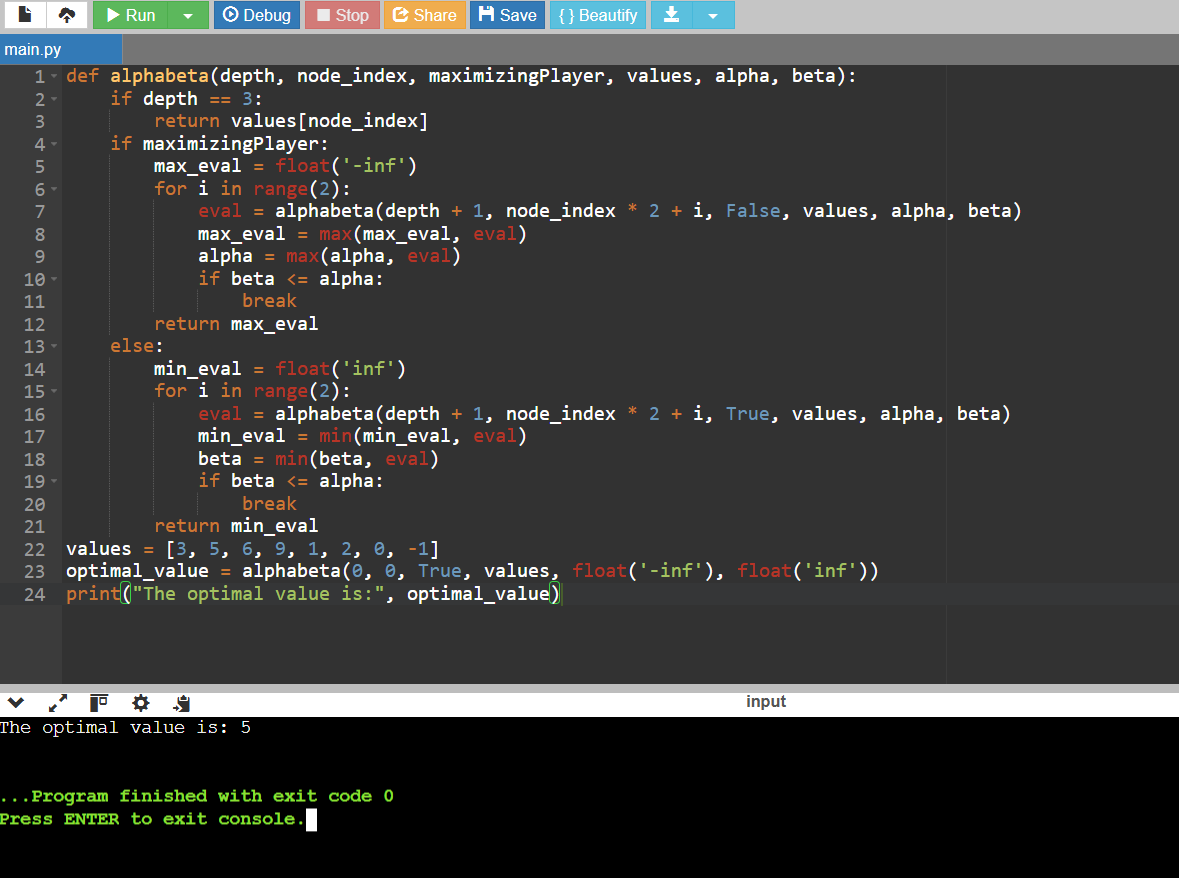 Run Debug Stop Share Save { } Beautify
main.py
1 def alphabeta(depth, node_index, maximizingPlayer, values, alpha, beta):
2     if depth == 3:
3         return values[node_index]
4     if maximizingPlayer:
5         max_eval = float('-inf')
6         for i in range(2):
7             eval = alphabeta(depth + 1, node_index * 2 + i, False, values, alpha, beta)
8             max_eval = max(max_eval, eval)
9             alpha = max(alpha, eval)
10             if beta <= alpha:
11                 break
12         return max_eval
13     else:
14         min_eval = float('inf')
15         for i in range(2):
16             eval = alphabeta(depth + 1, node_index * 2 + i, True, values, alpha, beta)
17             min_eval = min(min_eval, eval)
18             beta = min(beta, eval)
19             if beta <= alpha:
20                 break
21         return min_eval
22 values = [3, 5, 6, 9, 1, 2, 0, -1]
23 optimal_value = alphabeta(0, 0, True, values, float('-inf'), float('inf'))
24 print("The optimal value is:", optimal_value)
input
The optimal value is: 5
...Program finished with exit code 0
Press ENTER to exit console.